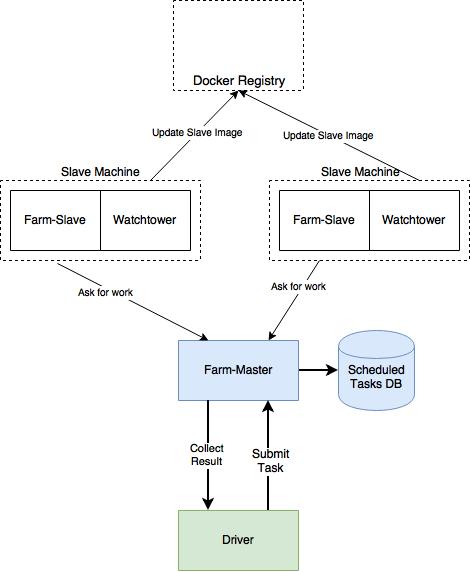 Docker Registry
Update Slave Image
Update Slave Image
Slave Machine
Slave Machine
Farm-Slave
Watchtower
Farm-Slave
Watchtower
Ask for work
Ask for work
Farm-Master
Scheduled
Tasks DB
Collect
Result
Submit
Task
Driver